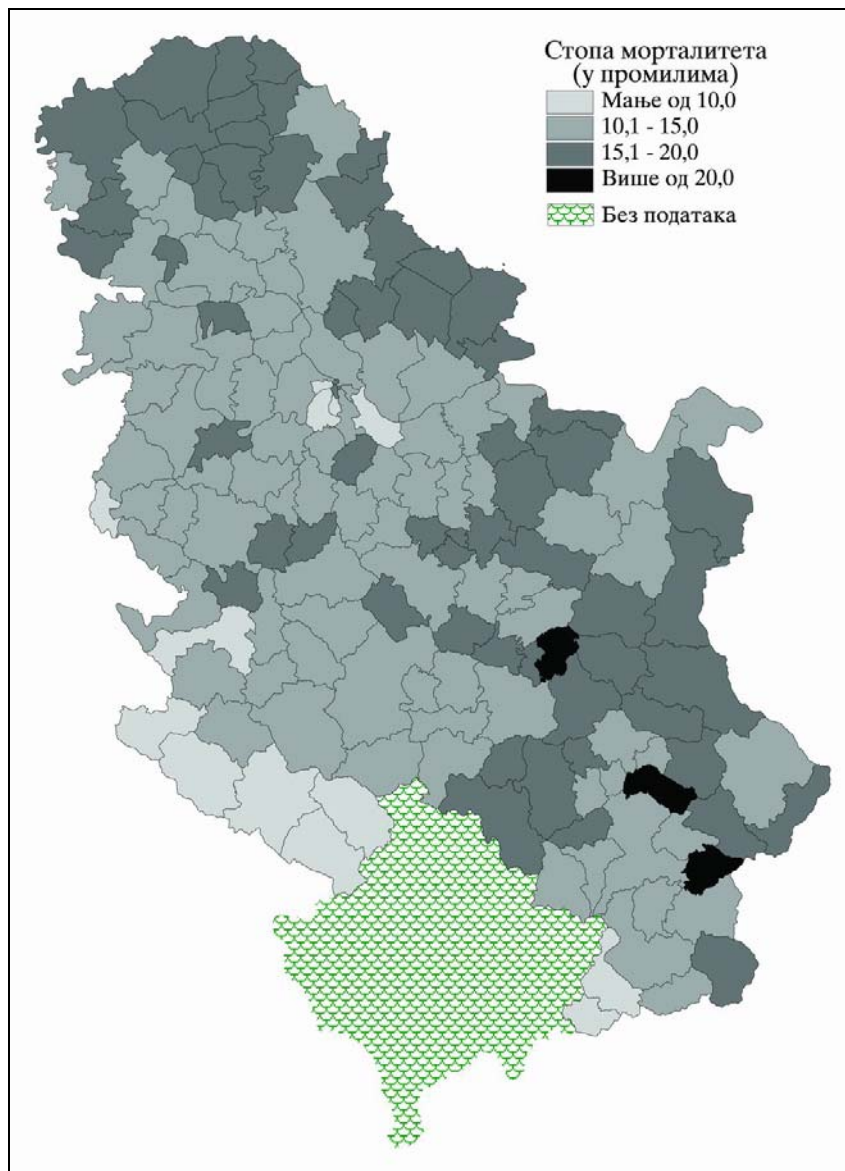 Стопа морталитета
(у промилима)
Мање од 10,0
10,1 - 15,0
15,1 - 20,0
Више од 20,0
Без података